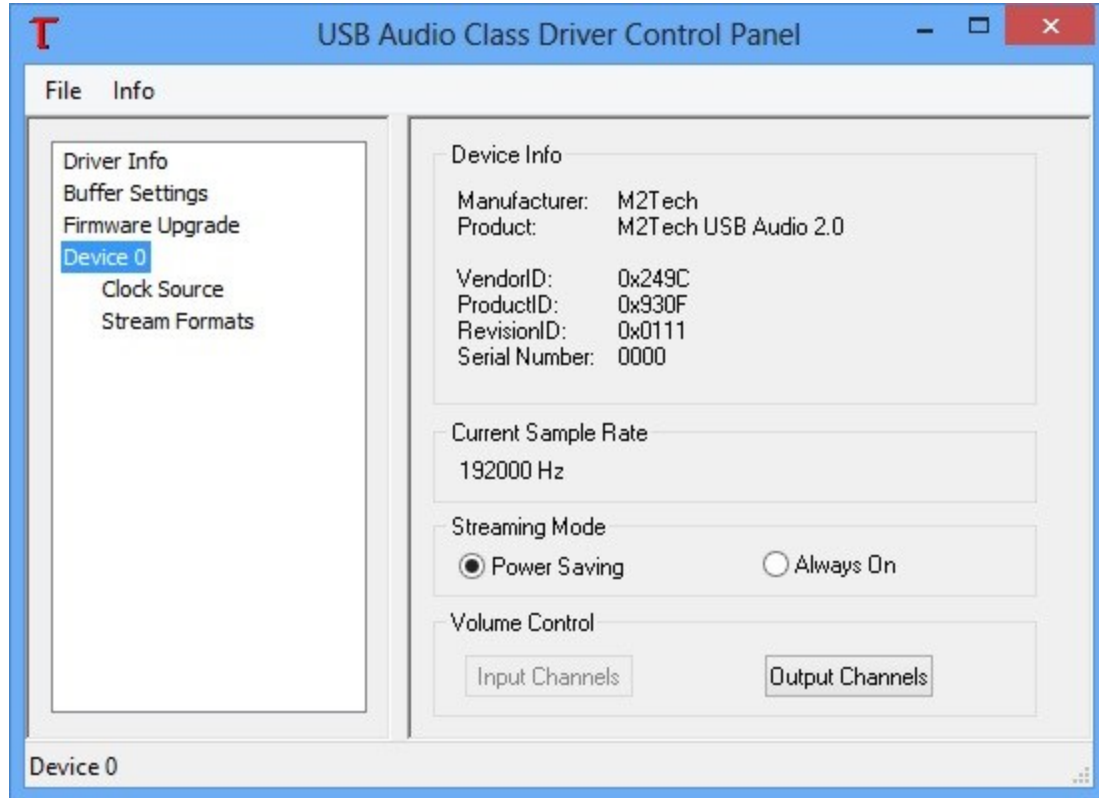 USB Audio Class Driver Control Panel
File Info
Driver Info
Buffer Settings
Firmware Upgrade
Device 0
Clock Source
Stream Formats
Device Info
Manufacturer: M2Tech
Product: M2Tech USB Audio 2.0
VendorID: 0x249C
ProductID: 0x930F
RevisionID: 0x0111
Serial Number: 0000
Current Sample Rate
192000 Hz
Streaming Mode
Power Saving Always On
Volume Control
Input Channels Output Channels
Device 0